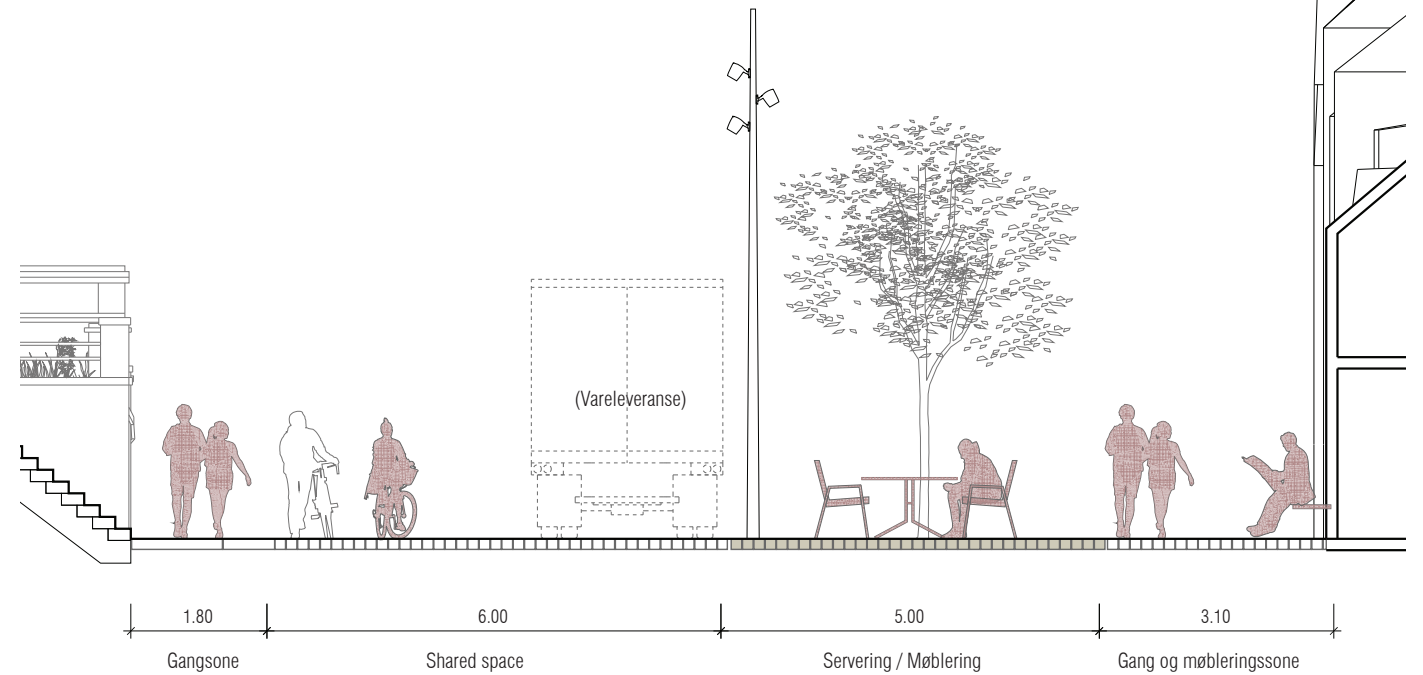 (Vareleveranse)
1.80
6.00
5.00
3.10
Gangsone
Shared space
Servering / Møblering
Gang og møbleringssone